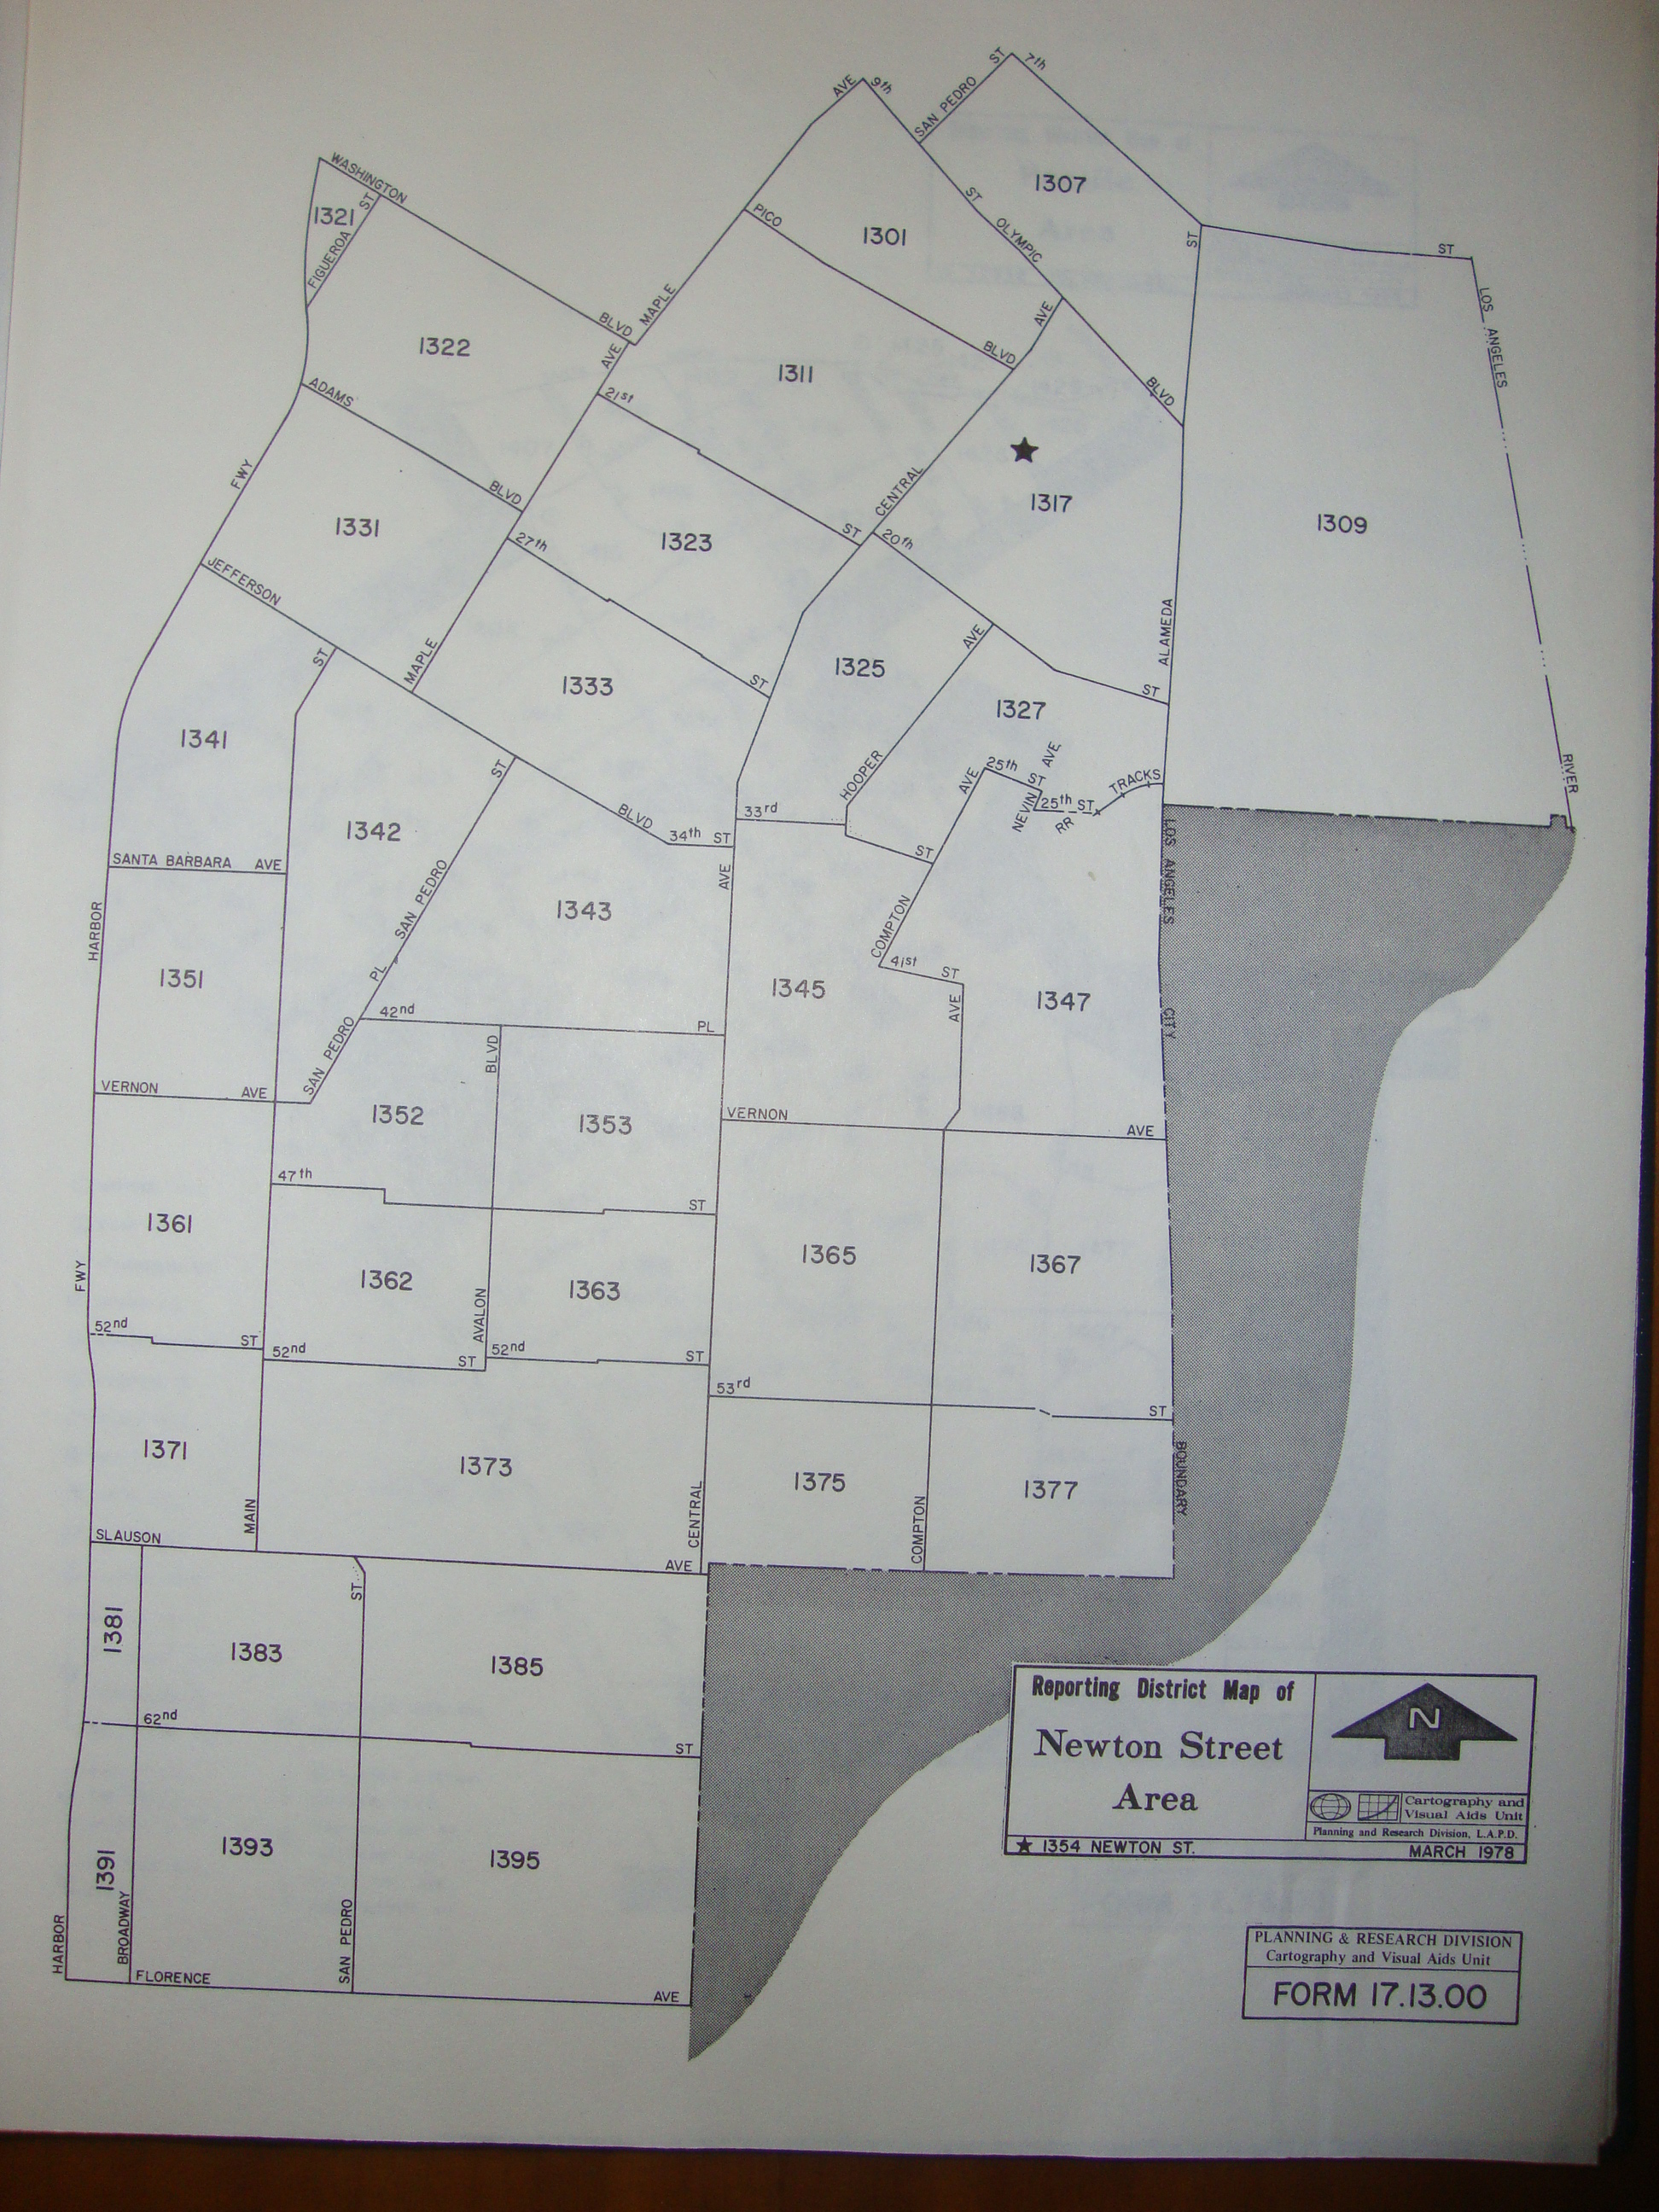 ST 7th
AVE 9th
SAN PEDRO
WASHINGTON
1307
1321 ST
PICO
ST
1301
OLYMPIC
ST
ST
FIGUEROA
MAPLE
LOS ANGELES
BLVD
AVE
1322
AVE
BLVD
1311
ADAMS
21st
BLVD
FWY
BLVD
CENTRAL
★
1317
1331
1323
ST
20th
1309
27th
JEFFERSON
ALAMEDA
ST
MAPLE
AVE
1325
1333
ST
ST
1327
1341
ST
25th ST
AVE
HOOPER
AVE
TRACKS
RIVER
33rd
NEVIN
25th ST
RR
1342
BLVD
34th ST
ST
LOS ANGELES
SANTA BARBARA AVE
AVE
SAN PEDRO
1343
COMPTON
HARBOR
PL
41st ST
1351
1345
AVE
1347
CITY
42nd PL
SAN PEDRO
BLVD
VERNON AVE
1352
1353
VERNON AVE
47th ST
1361
1365
1367
1362
1363
FWY
AVALON
52nd ST
52nd ST
52nd ST
53rd ST
1371
1373
1375
1377
BOUNDARY
MAIN
CENTRAL
COMPTON
SLAUSON AVE
ST
1381
1383
1385
62nd ST
1391
1393
1395
HARBOR
BROADWAY
SAN PEDRO
FLORENCE AVE
Reporting District Map of
Newton Street
Area
N
Cartography and
Visual Aids Unit
Planning and Research Division, L.A.P.D.
★ 1354 NEWTON ST. MARCH 1978
PLANNING & RESEARCH DIVISION
Cartography and Visual Aids Unit
FORM 17.13.00